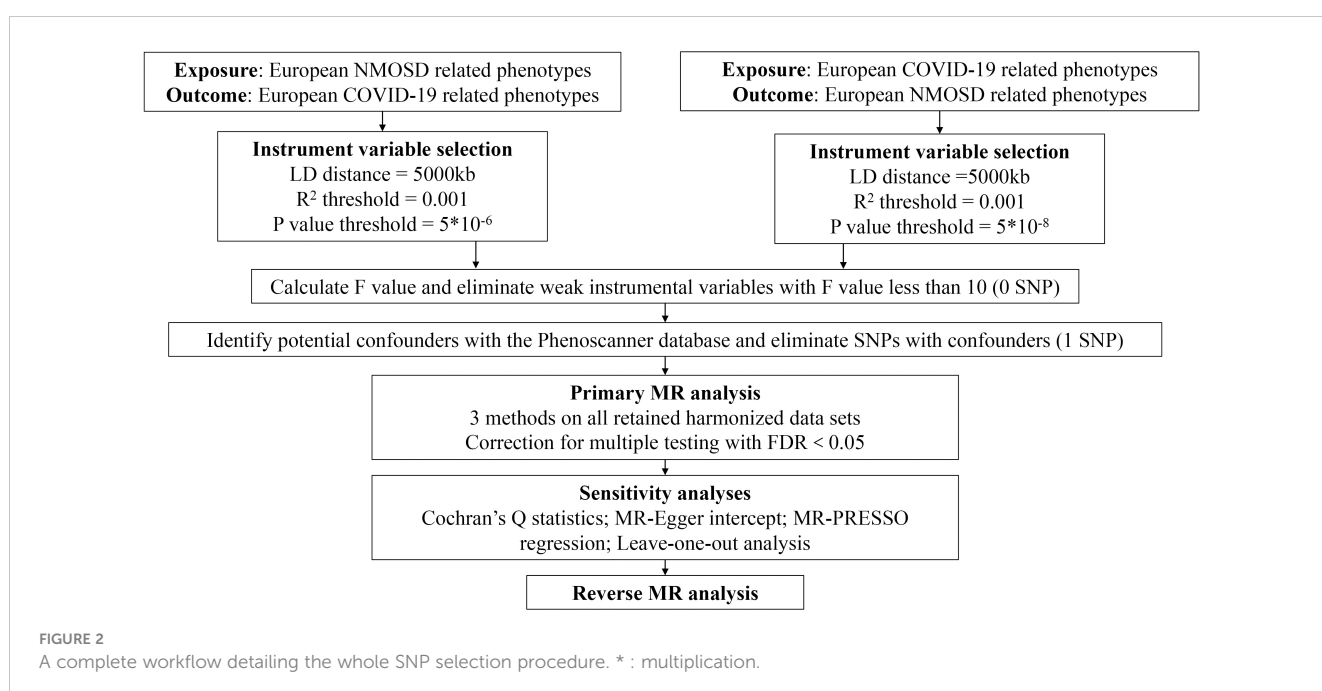 Exposure: European NMOSD related phenotypes
Outcome: European COVID-19 related phenotypes
Exposure: European COVID-19 related phenotypes
Outcome: European NMOSD related phenotypes
Instrument variable selection
LD distance = 5000kb
R² threshold = 0.001
P value threshold = 5*10⁻⁶
Instrument variable selection
LD distance =5000kb
R² threshold = 0.001
P value threshold = 5*10⁻⁸
Calculate F value and eliminate weak instrumental variables with F value less than 10 (0 SNP)
Identify potential confounders with the Phenoscanner database and eliminate SNPs with confounders (1 SNP)
Primary MR analysis
3 methods on all retained harmonized data sets
Correction for multiple testing with FDR < 0.05
Sensitivity analyses
Cochran’s Q statistics; MR-Egger intercept; MR-PRESSO
regression; Leave-one-out analysis
Reverse MR analysis
FIGURE 2
A complete workflow detailing the whole SNP selection procedure. * : multiplication.